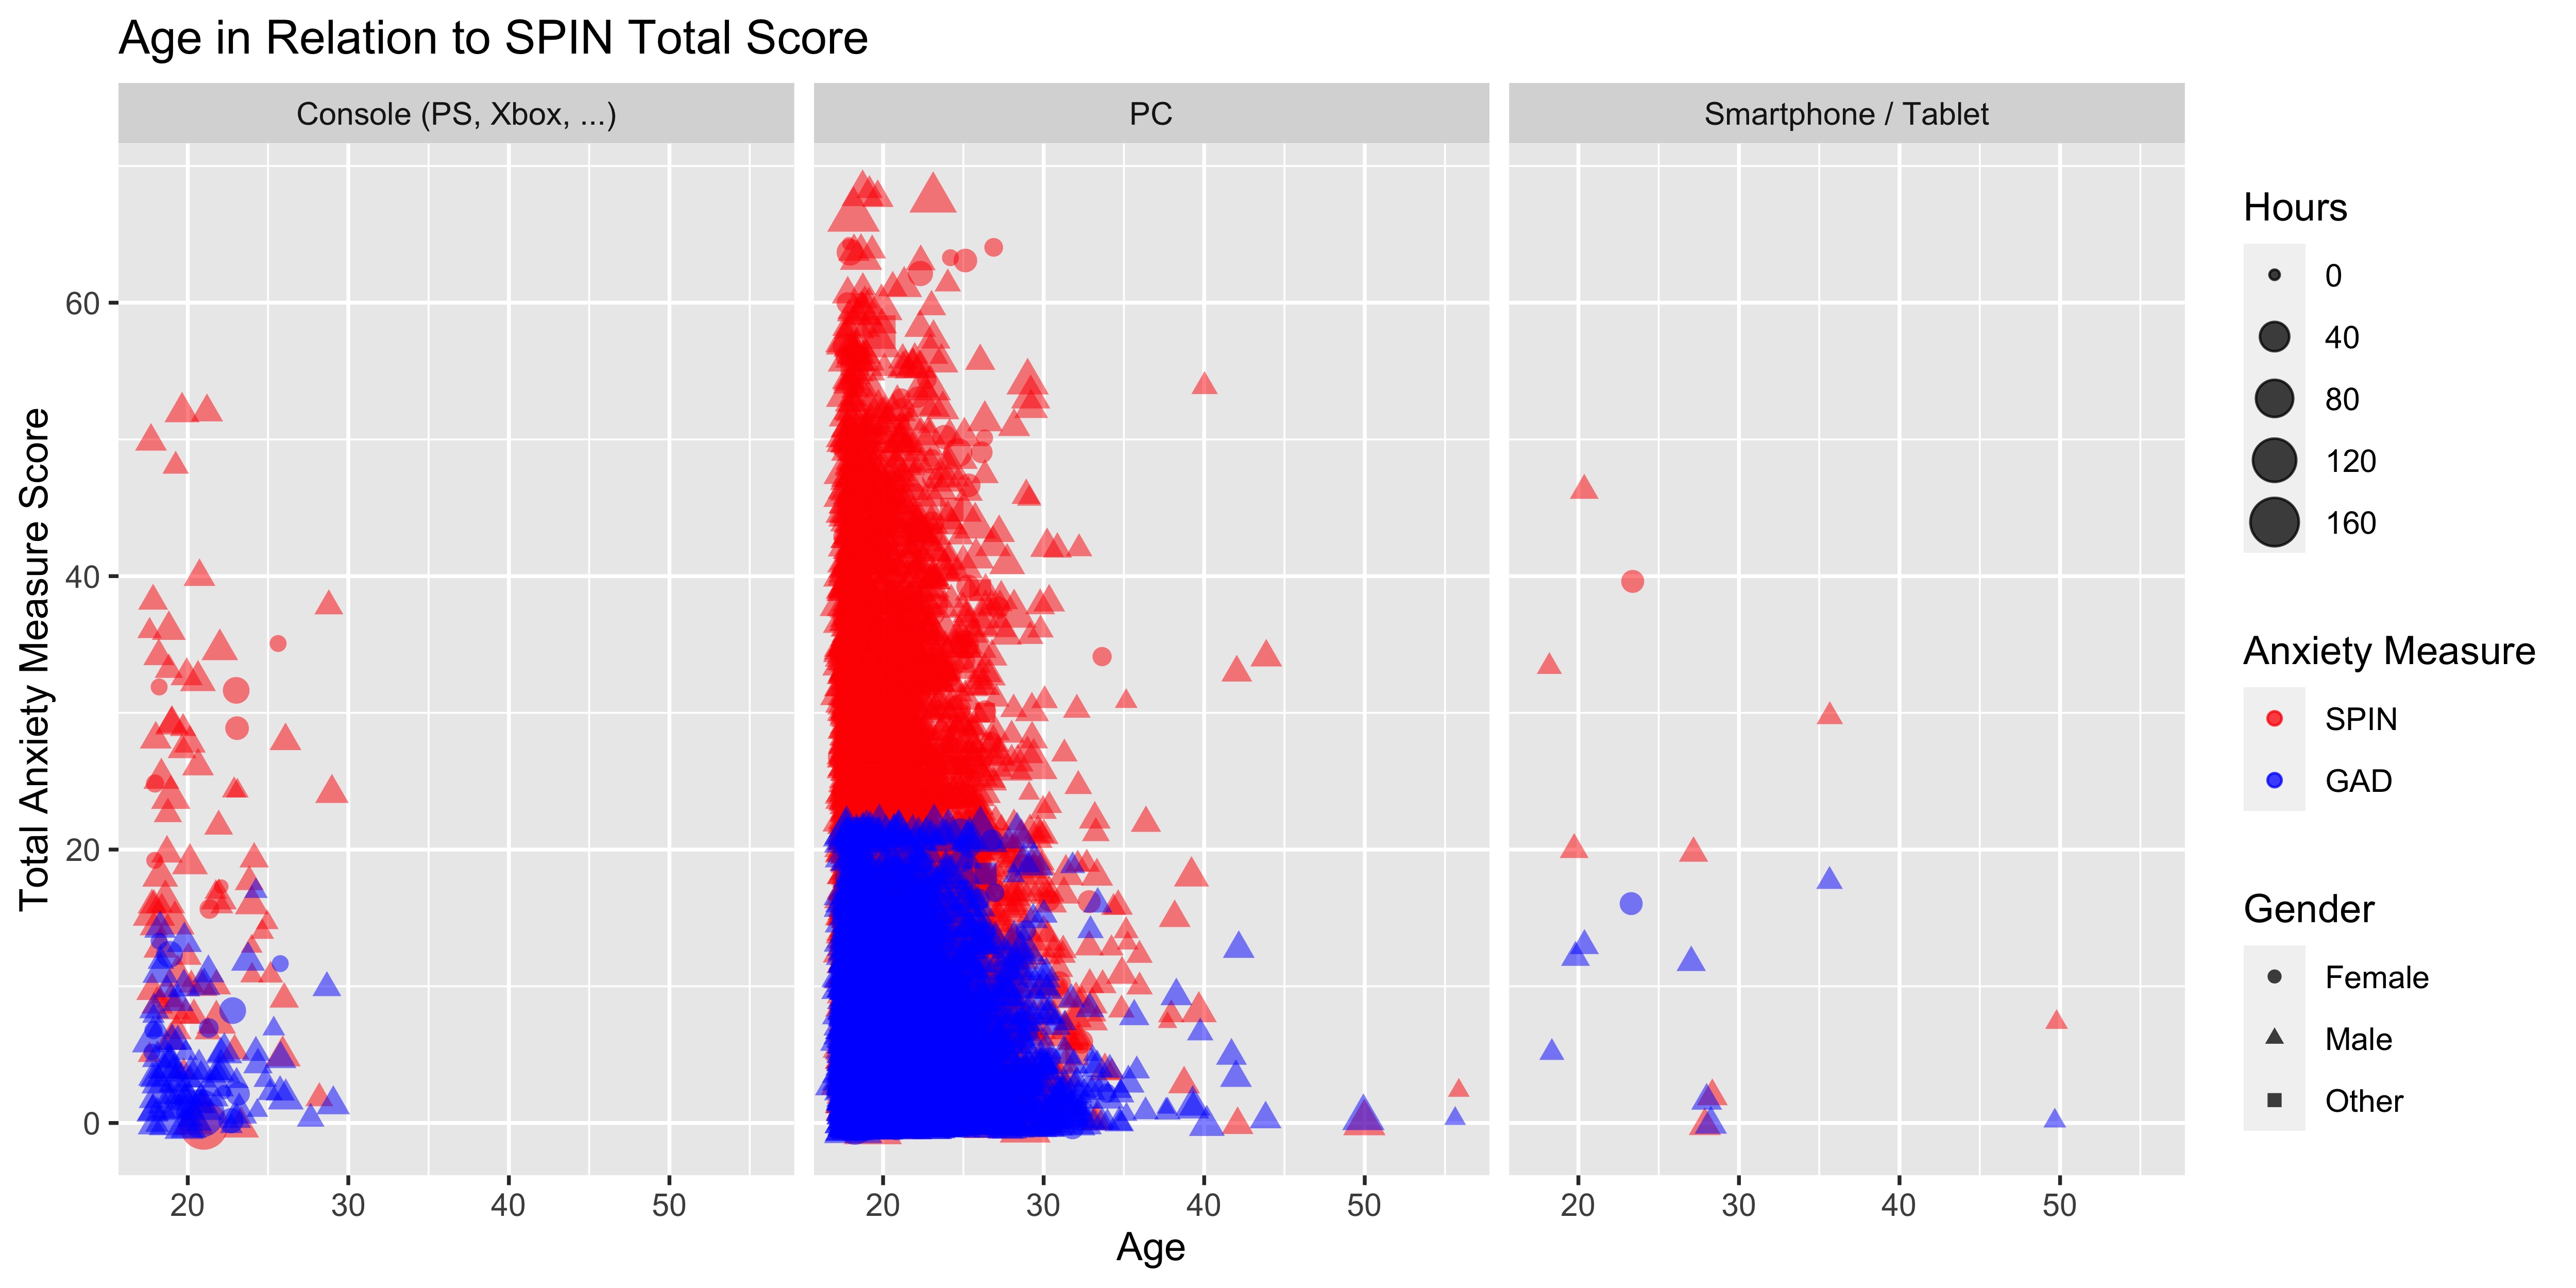 Age in Relation to SPIN Total Score
Console (PS, Xbox, ...)
PC
Smartphone / Tablet
Total Anxiety Measure Score
60
40
20
0
20 30 40 50
20 30 40 50
20 30 40 50
Age
Hours
0
40
80
120
160
Anxiety Measure
SPIN
GAD
Gender
Female
Male
Other